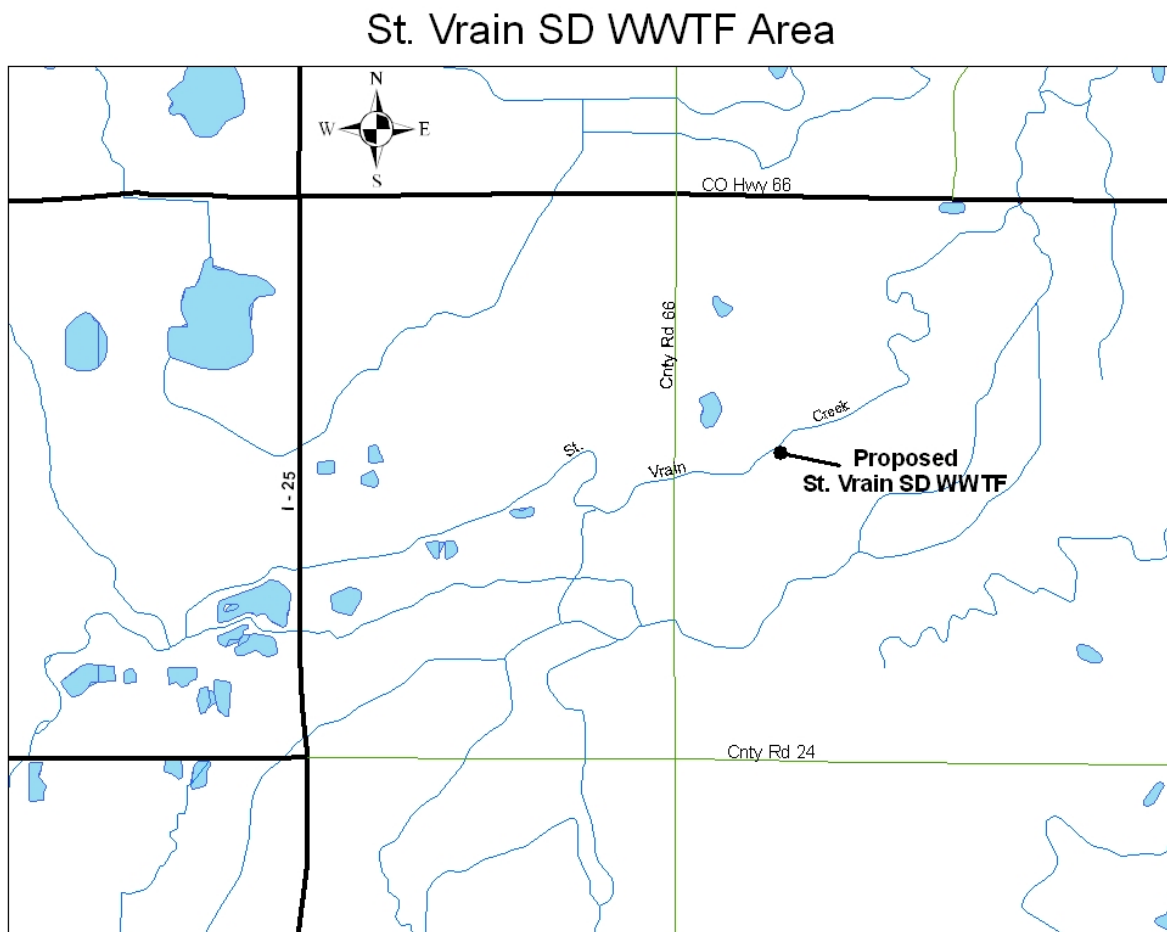 St. Vrain SD WWTF Area
N
W E
S
CO Hwy 66
Cnty Rd 66
Creek
St.
Vrain
Proposed
St. Vrain SD WWTF
I - 25
Cnty Rd 24